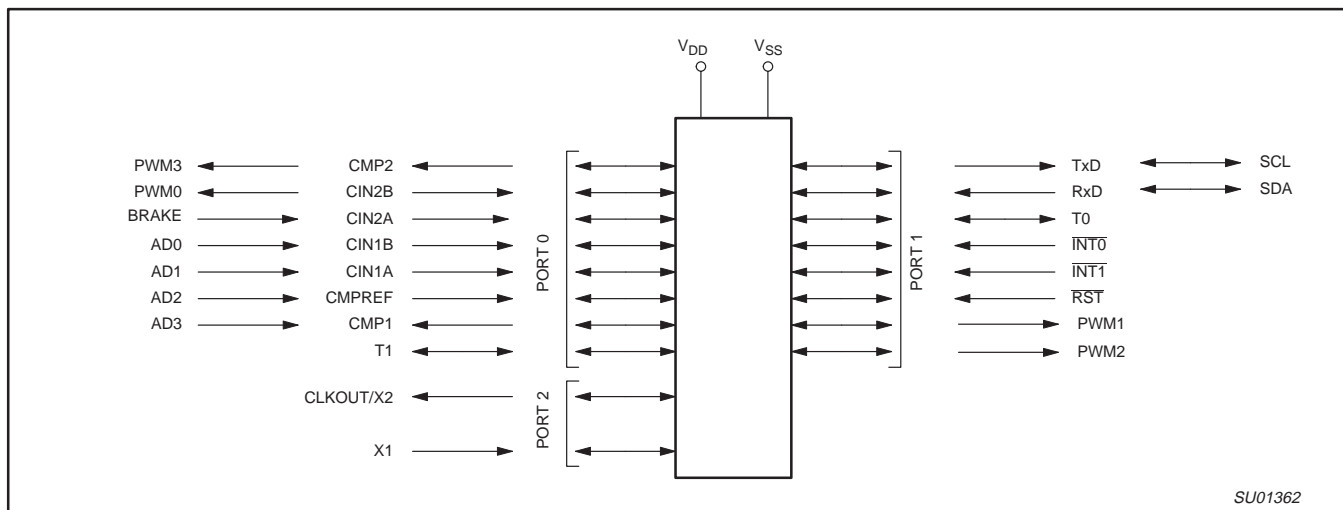 VDD VSS
PWM3 CMP2 TxD SCL
PWM0 CIN2B RxD SDA
BRAKE CIN2A T0
AD0 CIN1B INT0
AD1 CIN1A INT1
AD2 CMPREF RST
AD3 CMP1 PWM1
T1 PWM2
PORT 0
PORT 1
CLKOUT/X2
X1
PORT 2
SU01362